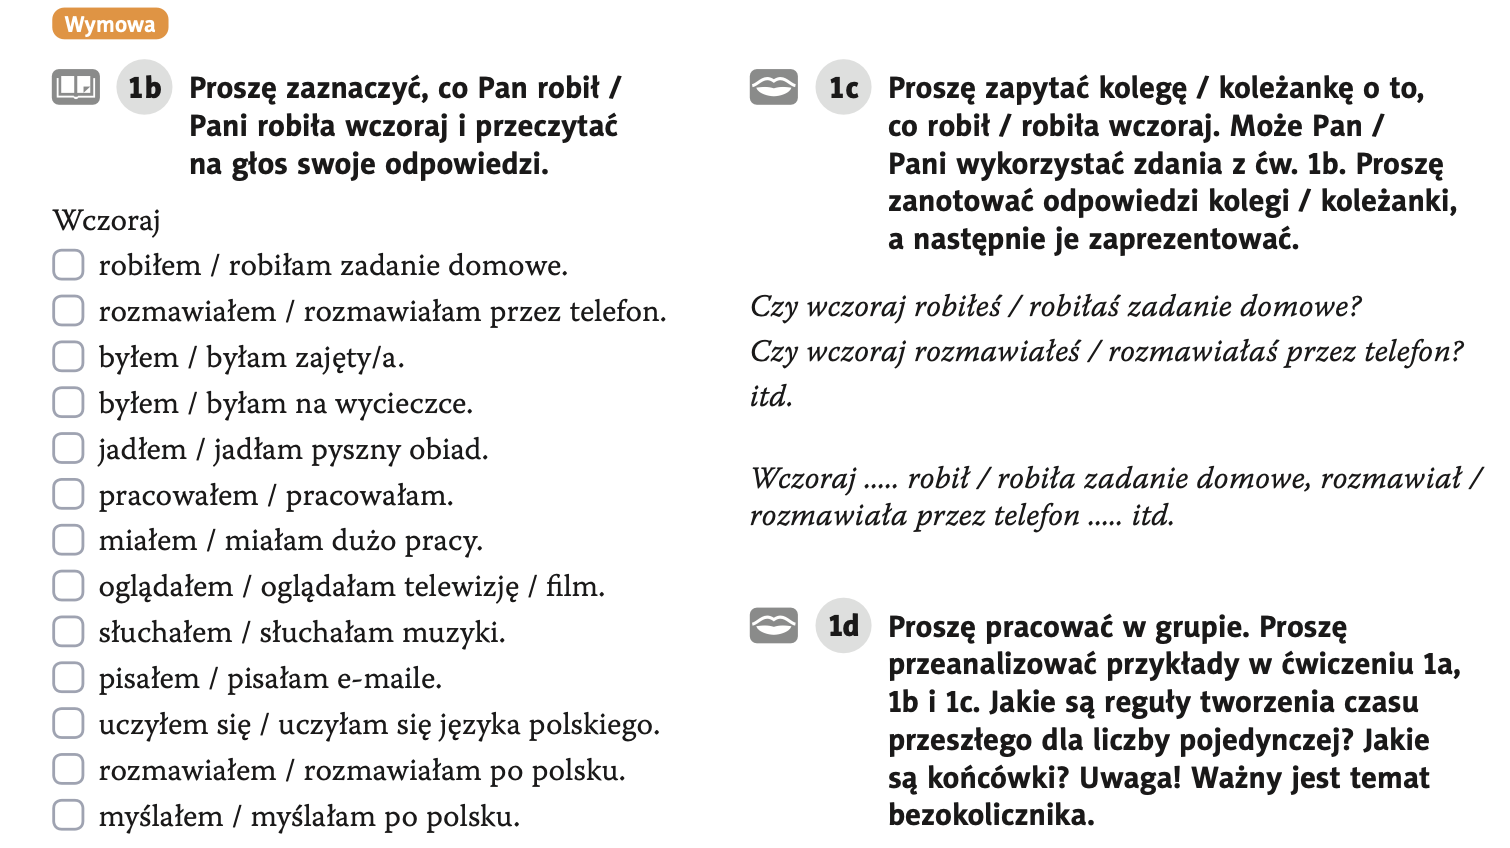 Wymowa
1b Proszę zaznaczyć, co Pan robił /
Pani robiła wczoraj i przeczytać
na głos swoje odpowiedzi.
Wczoraj
robiłem / robiłam zadanie domowe.
rozmawiałem / rozmawiałam przez telefon.
byłem / byłam zajęty/a.
byłem / byłam na wycieczce.
jadłem / jadłam pyszny obiad.
pracowałem / pracowałam.
miałem / miałam dużo pracy.
oglądałem / oglądałam telewizję / film.
słuchałem / słuchałam muzyki.
pisałem / pisałam e-maile.
uczyłem się / uczyłam się języka polskiego.
rozmawiałem / rozmawiałam po polsku.
myślałem / myślałam po polsku.
1c Proszę zapytać kolegę / koleżankę o to,
co robił / robiła wczoraj. Może Pan /
Pani wykorzystać zdania z ćw. 1b. Proszę
zanotować odpowiedzi kolegi / koleżanki,
a następnie je zaprezentować.
Czy wczoraj robiłeś / robiłaś zadanie domowe?
Czy wczoraj rozmawiałeś / rozmawiałaś przez telefon?
itd.
Wczoraj ..... robił / robiła zadanie domowe, rozmawiał /
rozmawiała przez telefon ..... itd.
1d Proszę pracować w grupie. Proszę
przeanalizować przykłady w ćwiczeniu 1a,
1b i 1c. Jakie są reguły tworzenia czasu
przeszłego dla liczby pojedynczej? Jakie
są końcówki? Uwaga! Ważny jest temat
bezokolicznika.